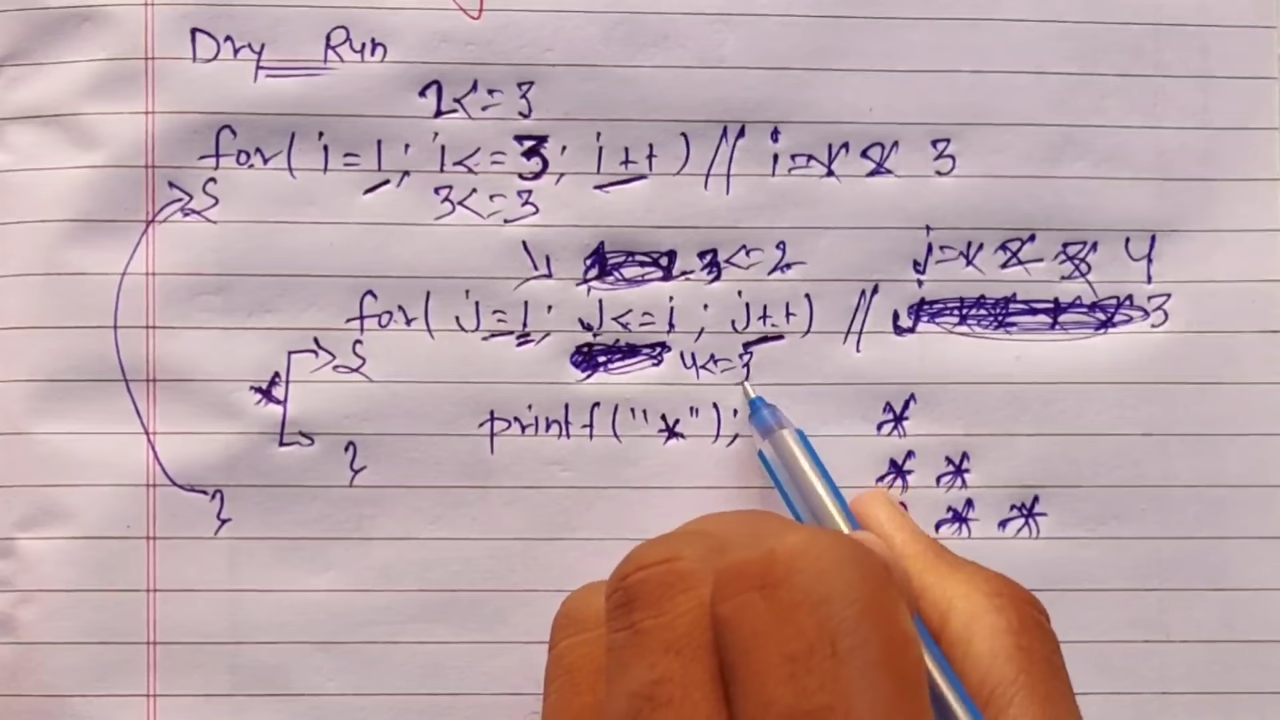 Dry Run
2<=3
for( i=1; i<=3; i++) // i=1 2 3
3<=3
{
3<=2 j=1 2 3 4
for( j=1; j<=i; j++) // 3
{ 4<=3
*
printf("*"); *
}
* *
}
* *